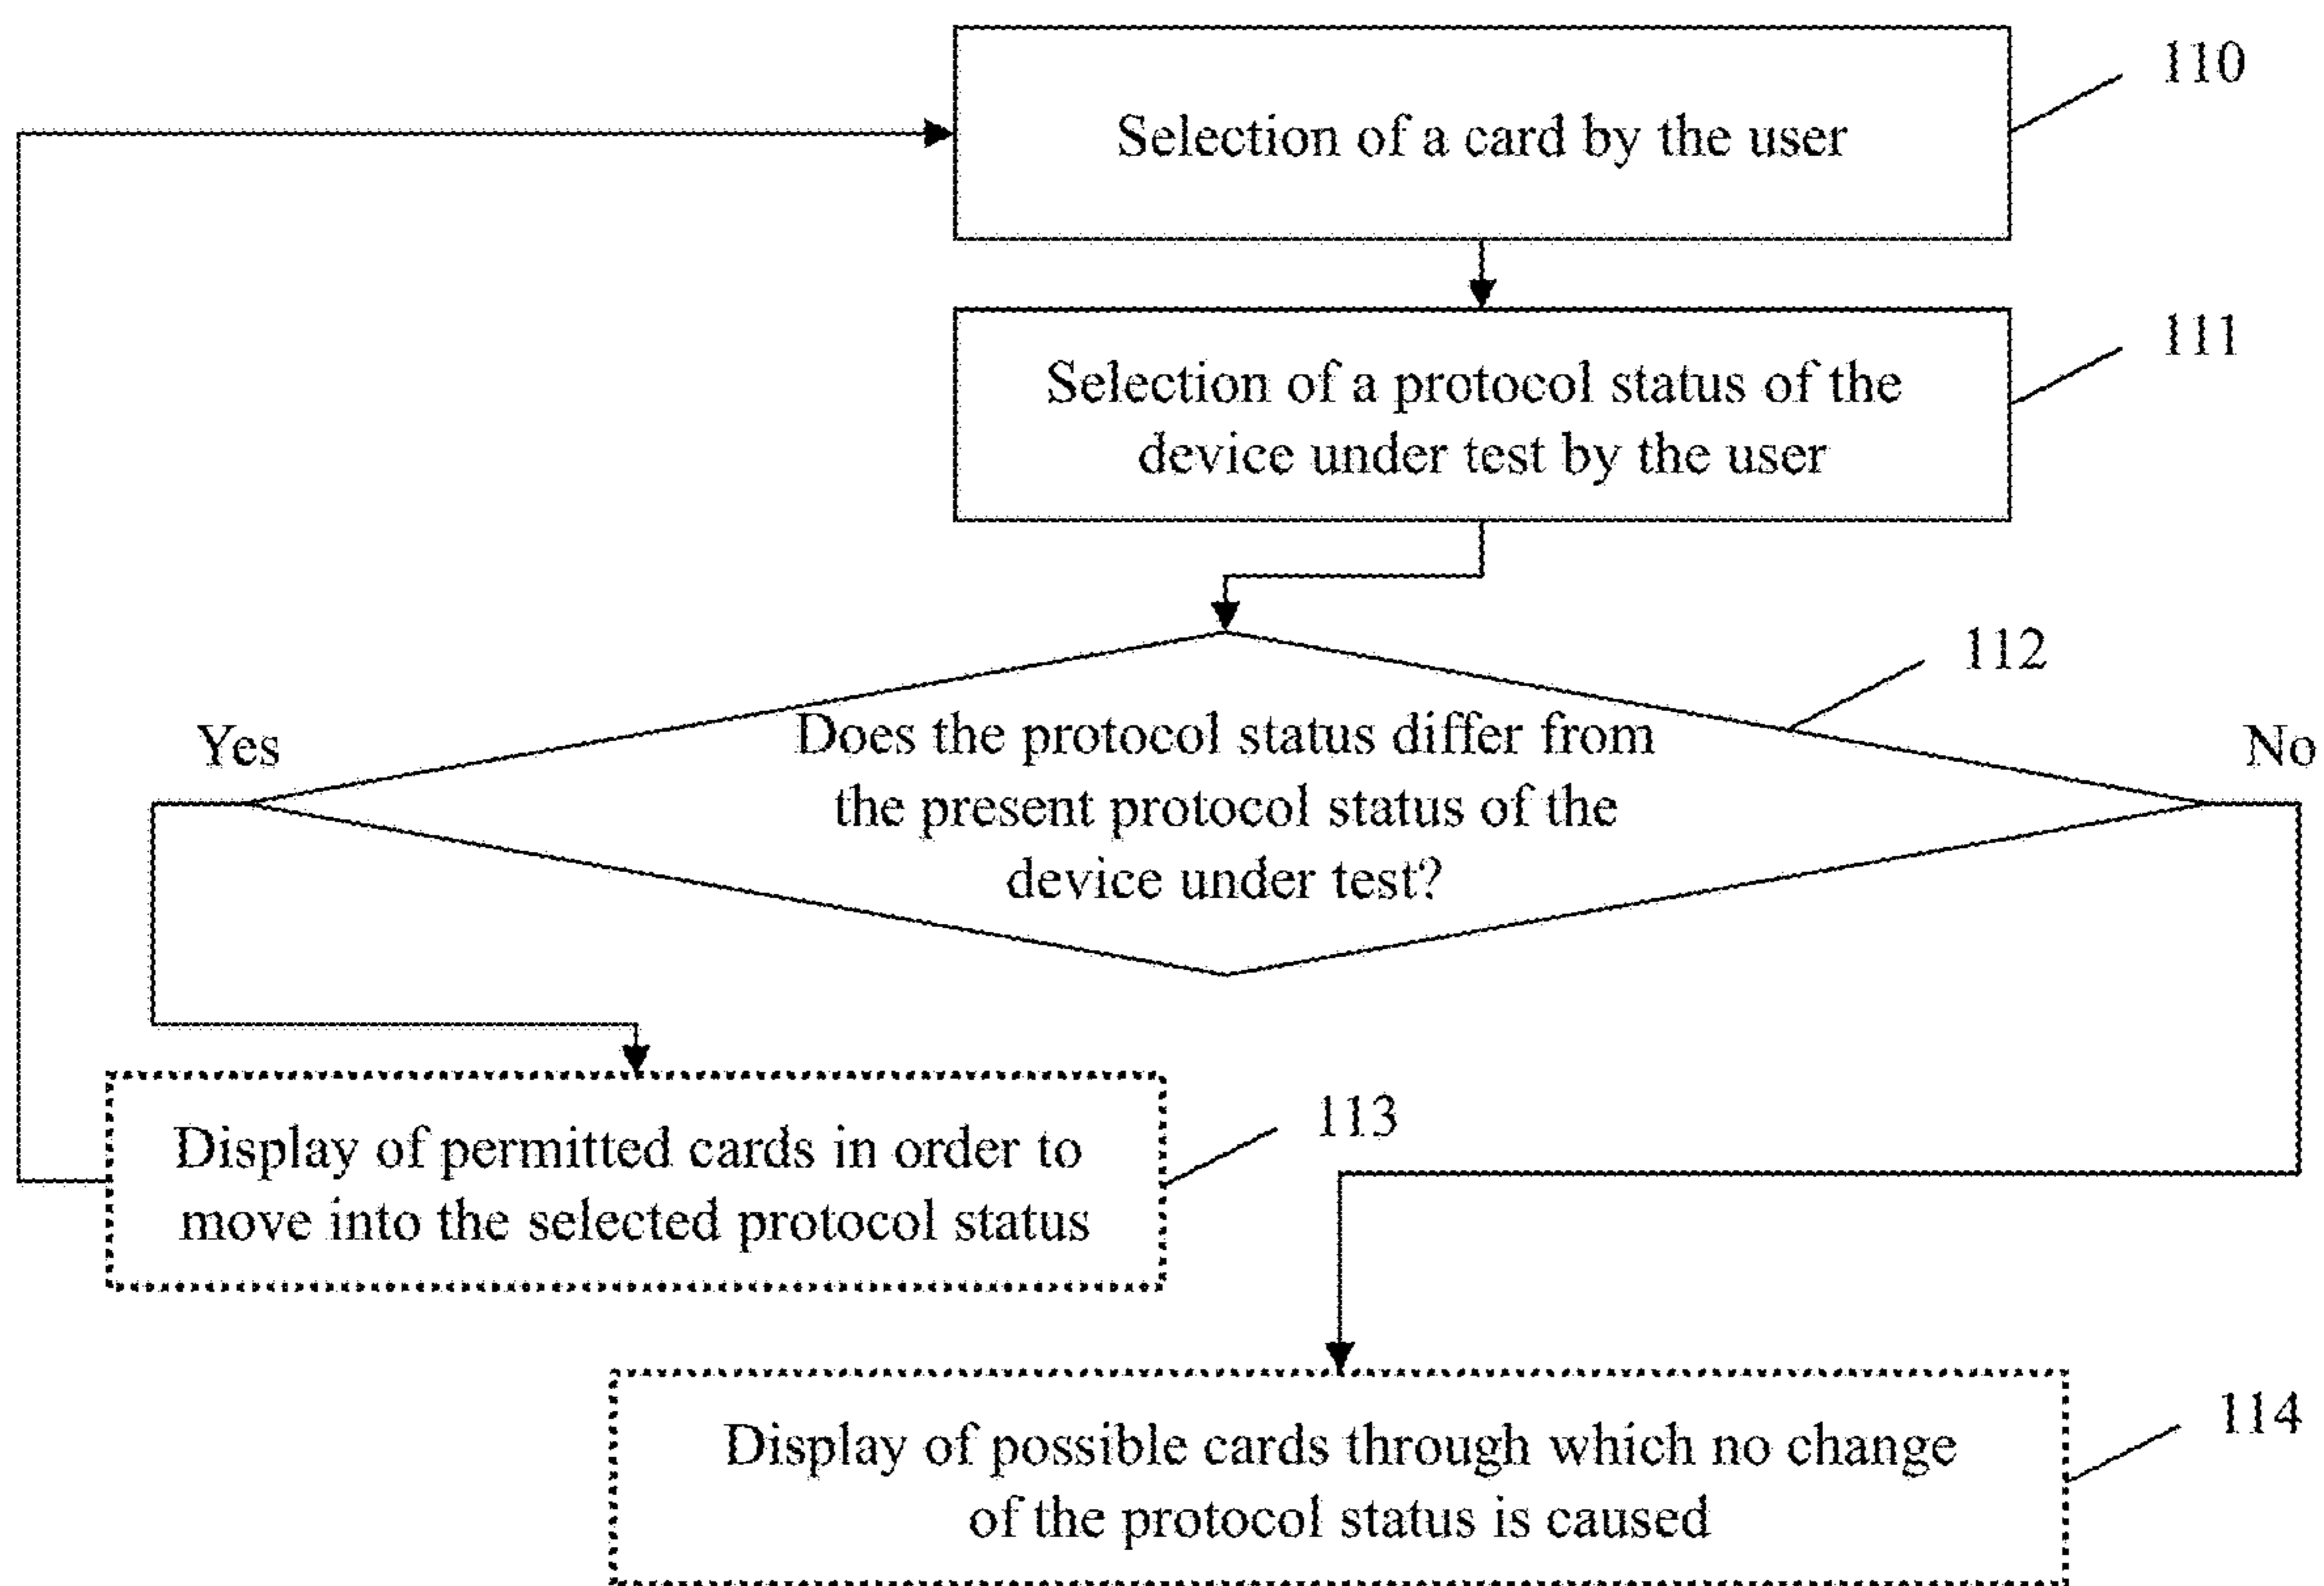 110
Selection of a card by the user
111
Selection of a protocol status of the
device under test by the user
112
Yes
No
Does the protocol status differ from
the present protocol status of the
device under test?
113
Display of permitted cards in order to
move into the selected protocol status
114
Display of possible cards through which no change
of the protocol status is caused